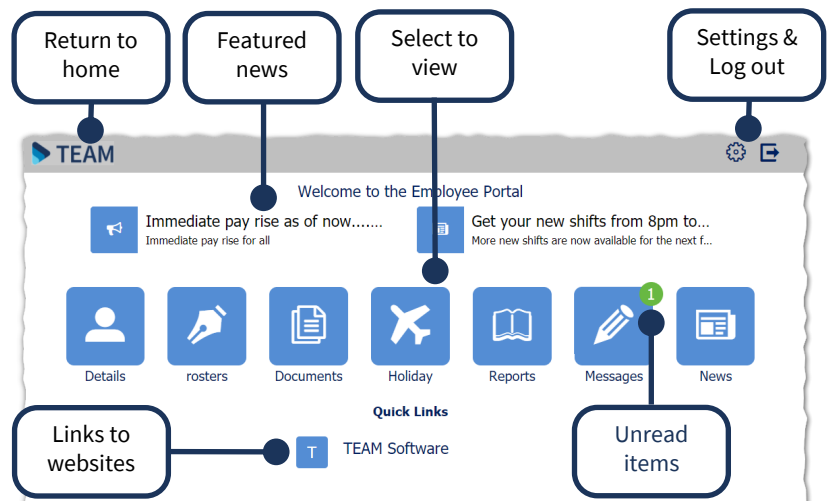 Return to
home
Featured
news
Select to
view
Settings &
Log out
TEAM
Welcome to the Employee Portal
Immediate pay rise as of now.......
Immediate pay rise for all
Get your new shifts from 8pm to...
More new shifts are now available for the next f...
1
Details
rosters
Documents
Holiday
Reports
Messages
News
Quick Links
Links to
websites
T
TEAM Software
Unread
items